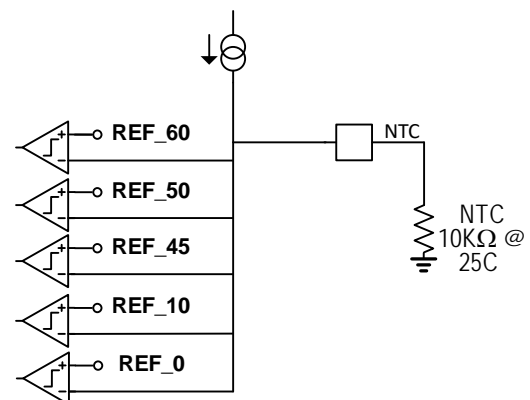 REF_60
NTC
REF_50
NTC
10KΩ @
25C
REF_45
REF_10
REF_0